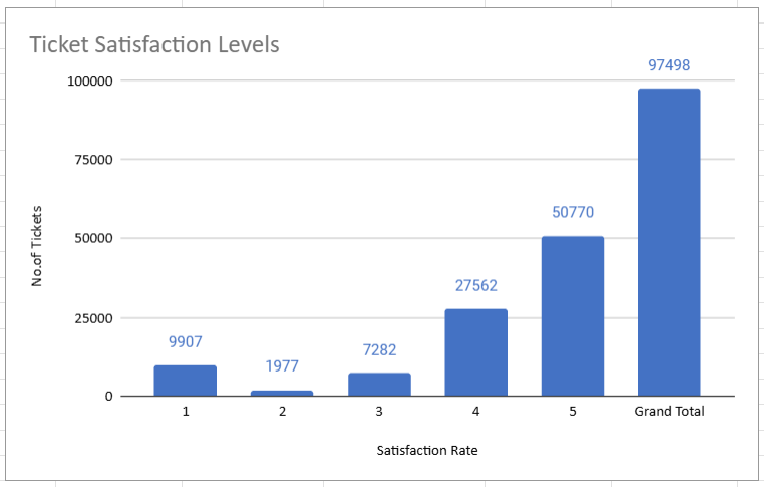 Ticket Satisfaction Levels
97498
100000
75000
50770
50000
27562
25000
9907
7282
1977
0
1 2 3 4 5 Grand Total
No.of Tickets
Satisfaction Rate